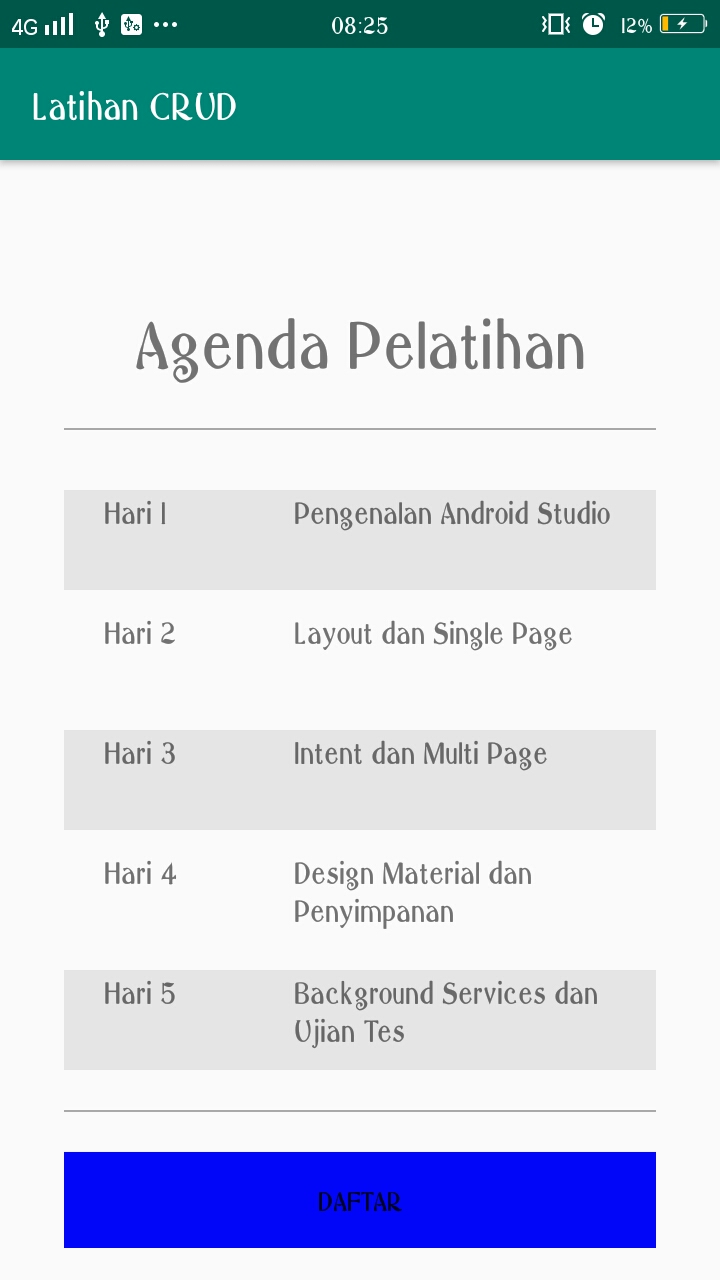 4G 08:25 12%
Latihan CRUD
Agenda Pelatihan
Hari 1 Pengenalan Android Studio
Hari 2 Layout dan Single Page
Hari 3 Intent dan Multi Page
Hari 4 Design Material dan
Penyimpanan
Hari 5 Background Services dan
Ujian Tes
DAFTAR